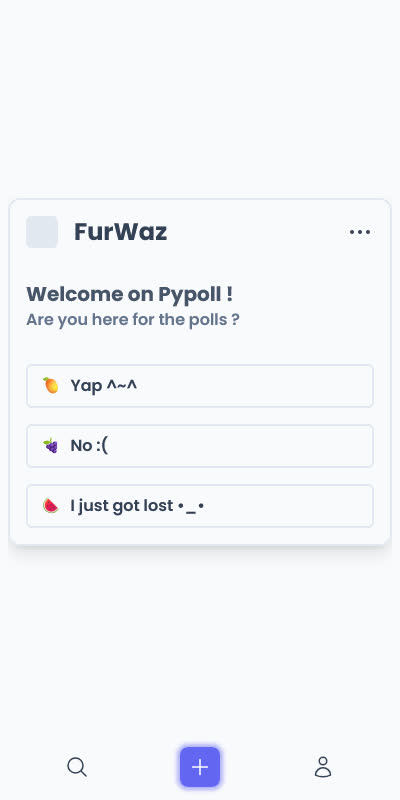 FurWaz
Welcome on Pypoll !
Are you here for the polls ?
Yap ^~^
No :(
I just got lost •_•